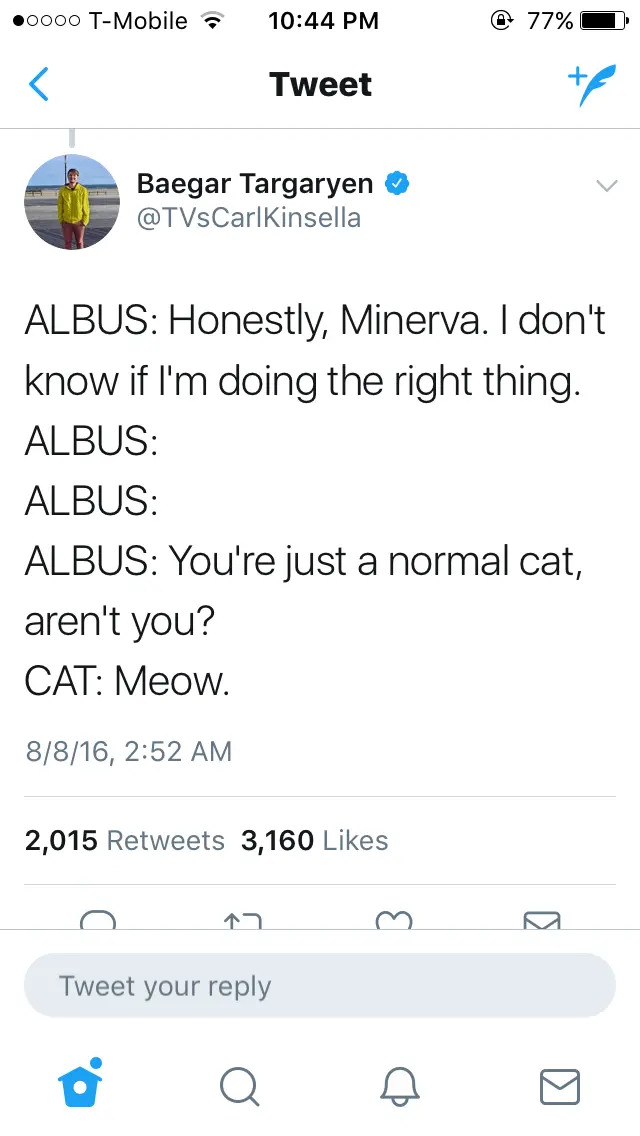 T-Mobile 10:44 PM 77%
Tweet
Baegar Targaryen
@TVsCarlKinsella
ALBUS: Honestly, Minerva. I don't
know if I'm doing the right thing.
ALBUS:
ALBUS:
ALBUS: You're just a normal cat,
aren't you?
CAT: Meow.
8/8/16, 2:52 AM
2,015 Retweets 3,160 Likes
Tweet your reply